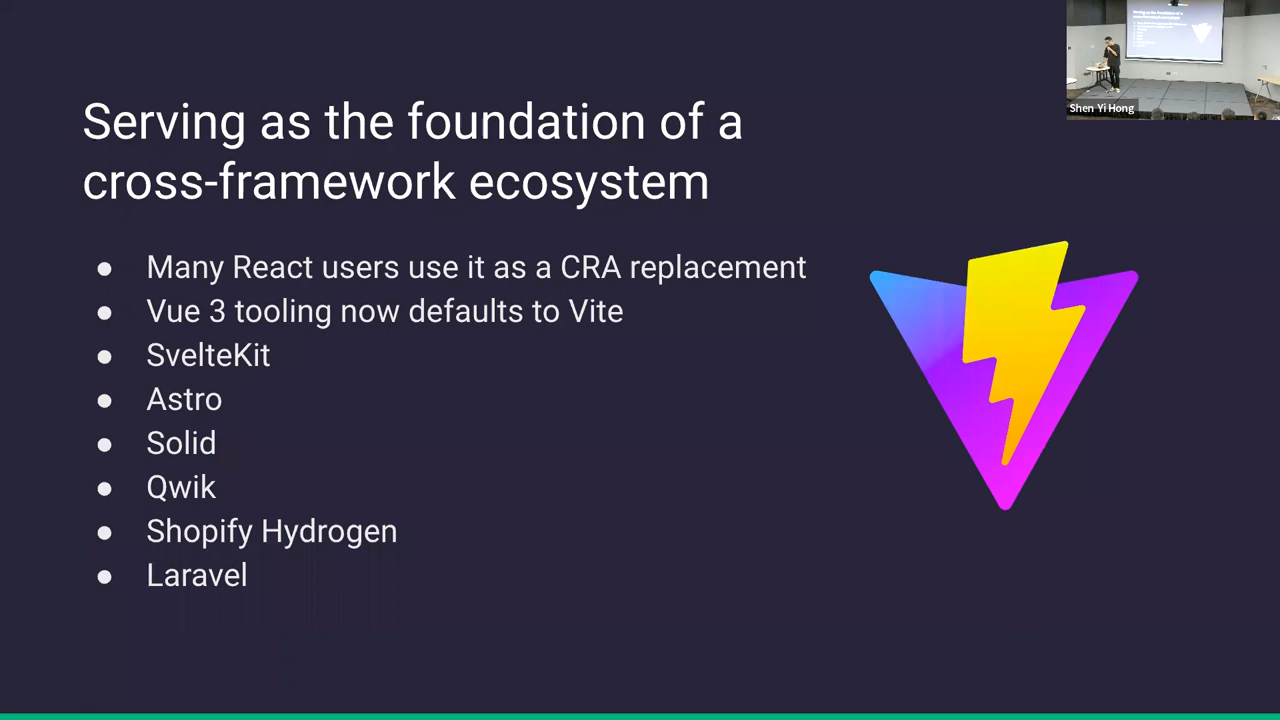 Serving as the foundation of a
cross-framework ecosystem
● Many React users use it as a CRA replacement
● Vue 3 tooling now defaults to Vite
● SvelteKit
● Astro
● Solid
● Qwik
● Shopify Hydrogen
● Laravel
Shen Yi Hong